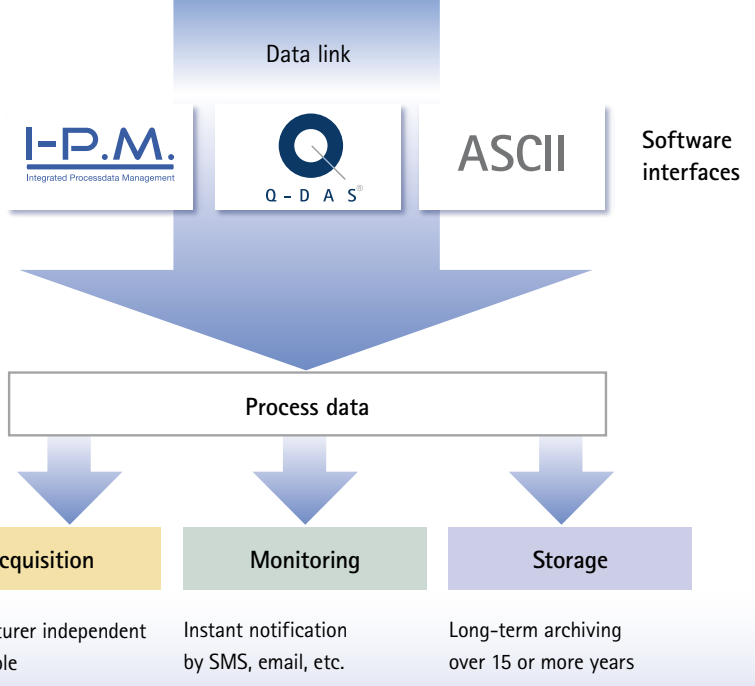 Data link
I-P.M.
Integrated Processdata Management
Q-DAS®
ASCII
Software
interfaces
Process data
cquisition
Monitoring
Storage
turer independent
ple
Instant notification
by SMS, email, etc.
Long-term archiving
over 15 or more years